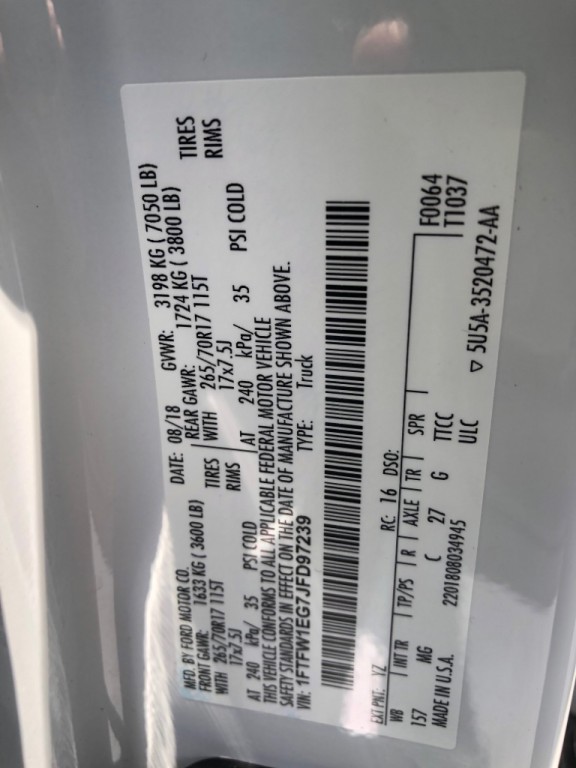 MFD. BY FORD MOTOR CO. DATE: 08/18 GVWR: 3198 KG ( 7050 LB)
FRONT GAWR: 1633 KG ( 3600 LB) REAR GAWR: 1724 KG ( 3800 LB)
WITH 265/70R17 115T TIRES WITH 265/70R17 115T TIRES
17x7.5J RIMS 17x7.5J RIMS
AT 240 kPa/ 35 PSI COLD AT 240 kPa/ 35 PSI COLD
THIS VEHICLE CONFORMS TO ALL APPLICABLE FEDERAL MOTOR VEHICLE
SAFETY STANDARDS IN EFFECT ON THE DATE OF MANUFACTURE SHOWN ABOVE.
VIN: 1FTFW1EG7JFD97239 TYPE: Truck
EXT PNT: YZ RC: 16 DSO: F0064
WB INT TR TP/PS R AXLE TR SPR T1037
157 MG C 27 G TTCC
MADE IN U.S.A. 2201808034945 ULC
▽ 5U5A-3520472-AA